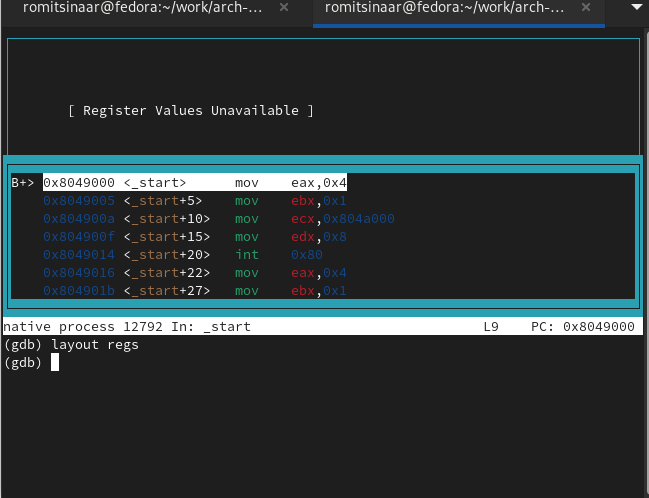 romitsinaar@fedora:~/work/arch-... × romitsinaar@fedora:~/work/arch-... ×
[ Register Values Unavailable ]
B+> 0x8049000 <_start> mov eax,0x4
0x8049005 <_start+5> mov ebx,0x1
0x804900a <_start+10> mov ecx,0x804a000
0x804900f <_start+15> mov edx,0x8
0x8049014 <_start+20> int 0x80
0x8049016 <_start+22> mov eax,0x4
0x804901b <_start+27> mov ebx,0x1
native process 12792 In: _start L9 PC: 0x8049000
(gdb) layout regs
(gdb)